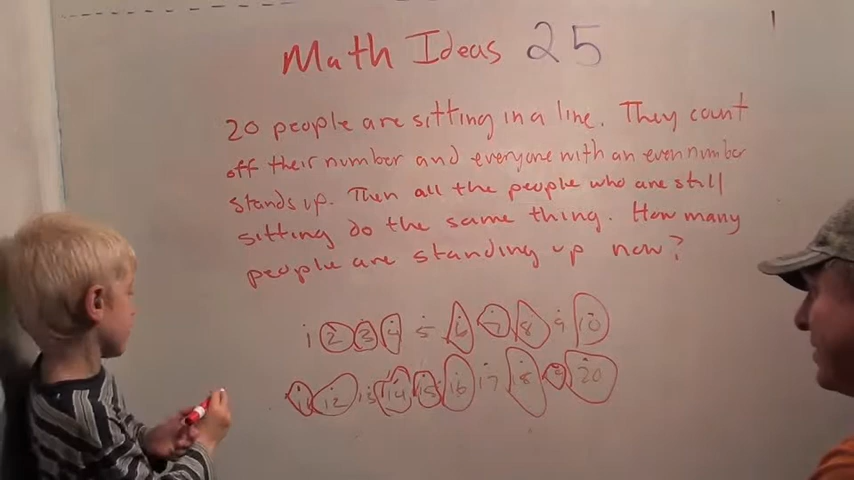 Math Ideas 25
20 people are sitting in a line. They count
off their number and everyone with an even number
stands up. Then all the people who are still
sitting do the same thing. How many
people are standing up now?
1 2 3 4 5 6 7 8 9 10
11 12 13 14 15 16 17 18 19 20